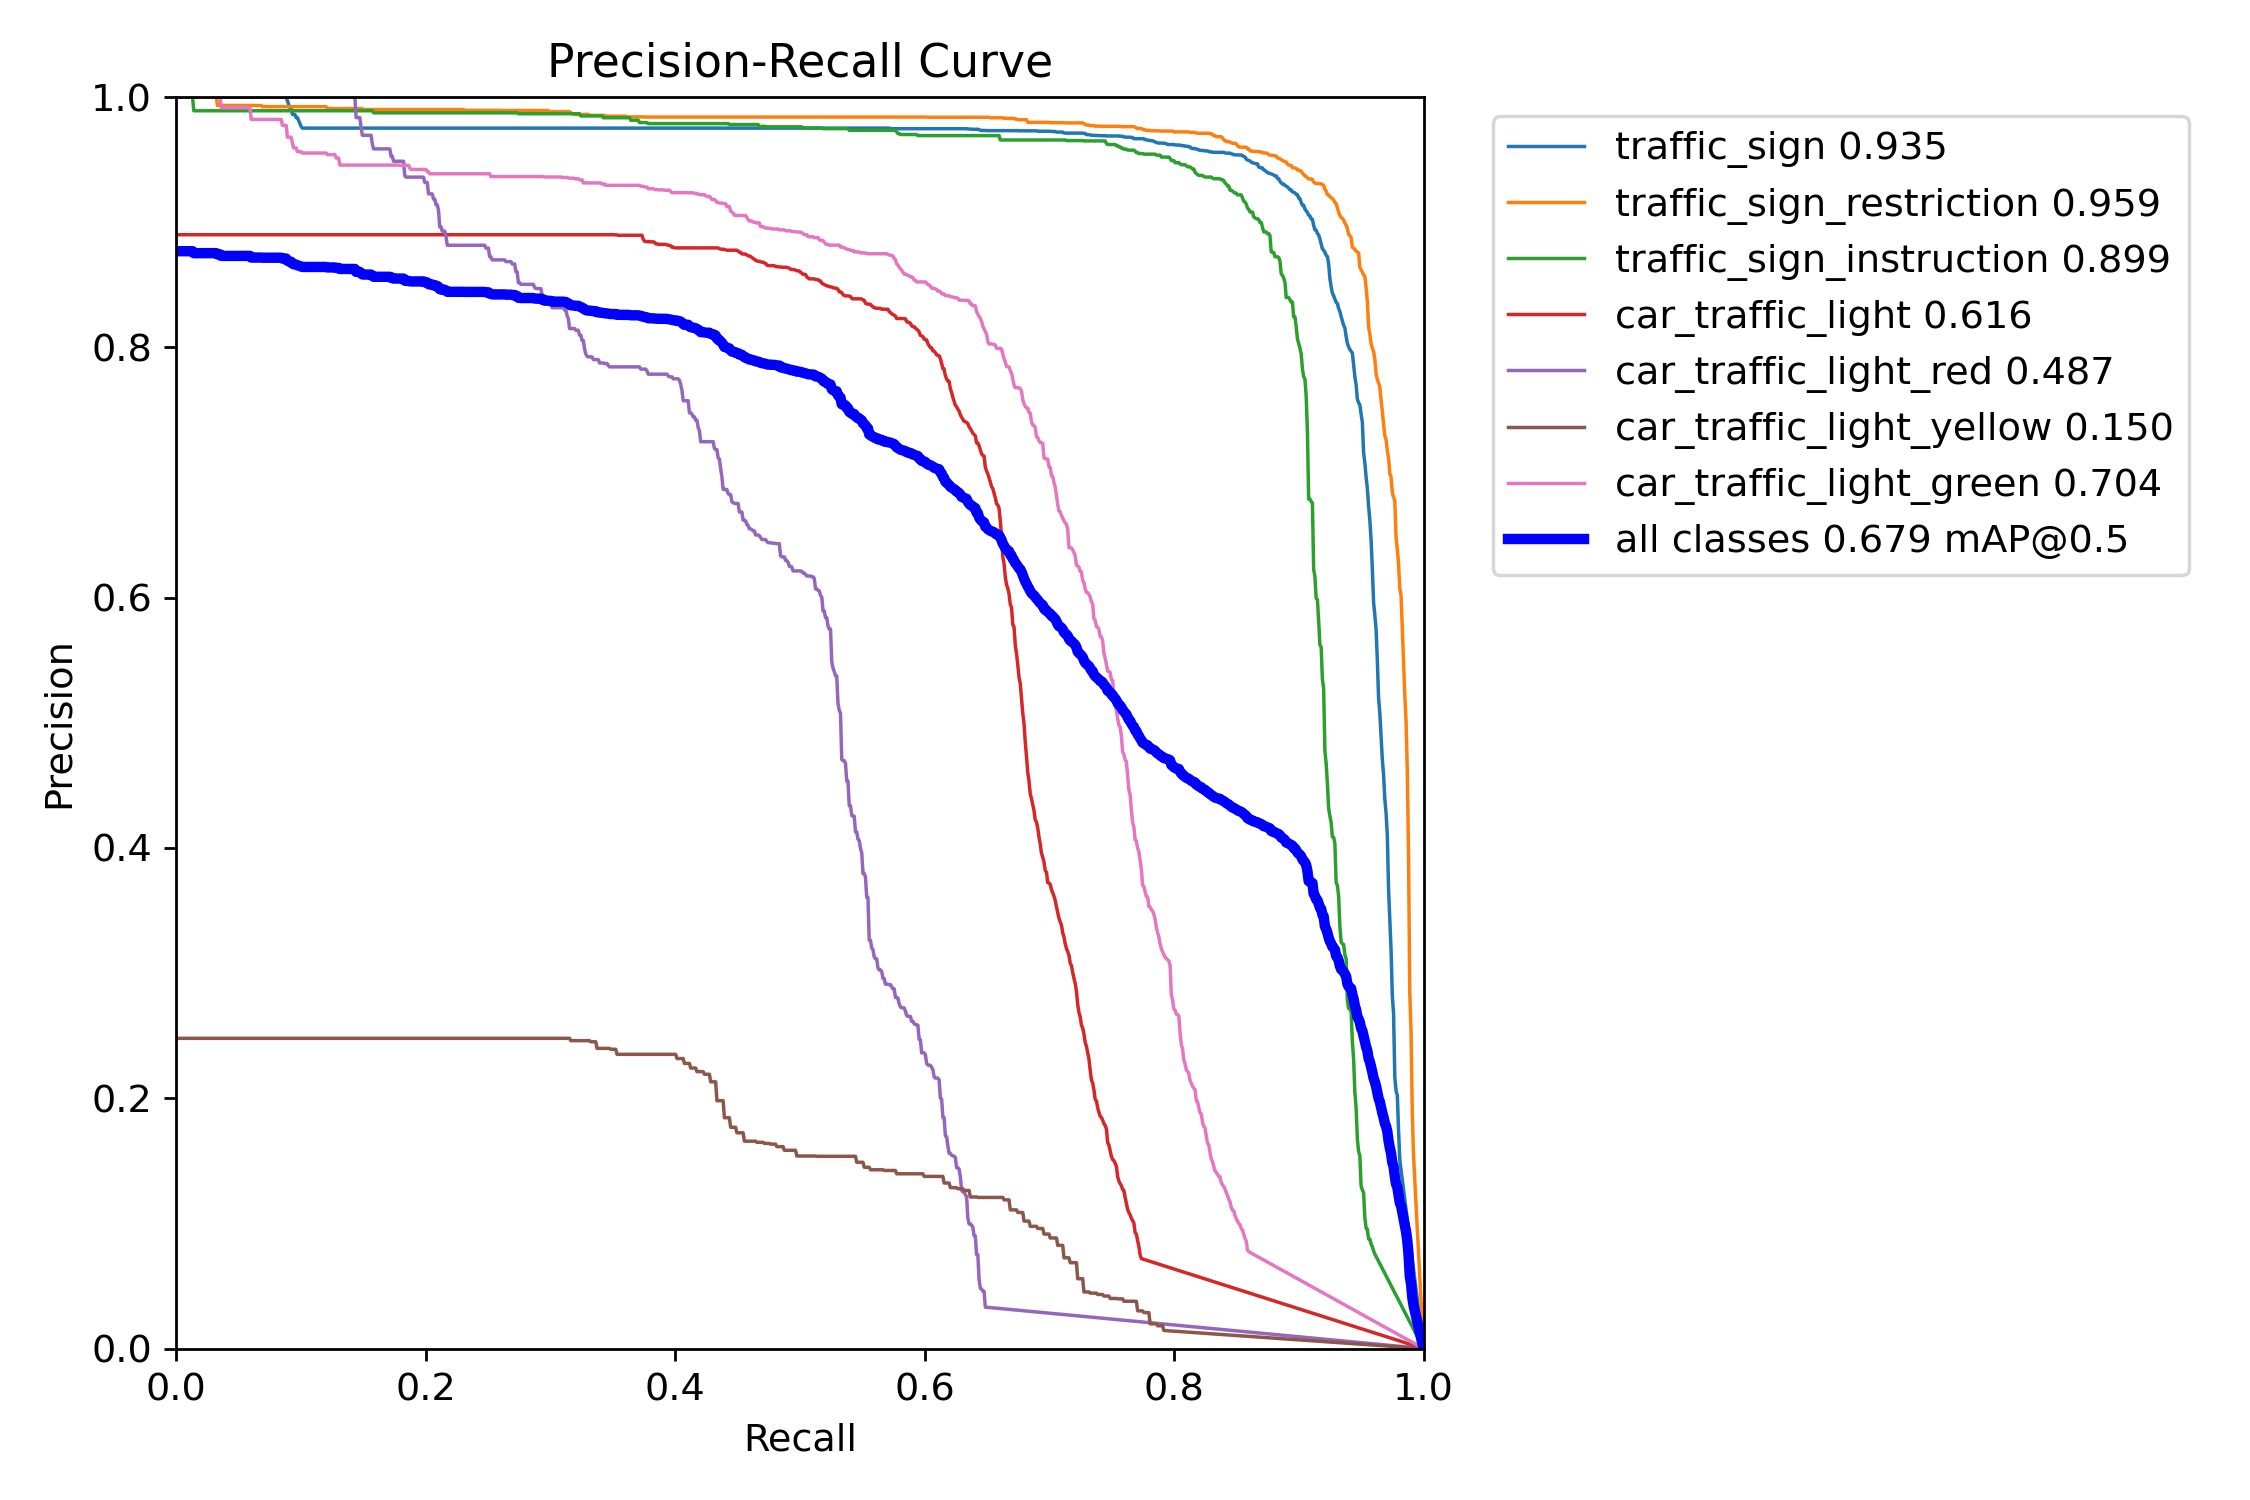 Precision-Recall Curve
1.0
0.8
0.6
0.4
0.2
0.0
Precision
0.0 0.2 0.4 0.6 0.8 1.0
Recall
traffic_sign 0.935
traffic_sign_restriction 0.959
traffic_sign_instruction 0.899
car_traffic_light 0.616
car_traffic_light_red 0.487
car_traffic_light_yellow 0.150
car_traffic_light_green 0.704
all classes 0.679 mAP@0.5